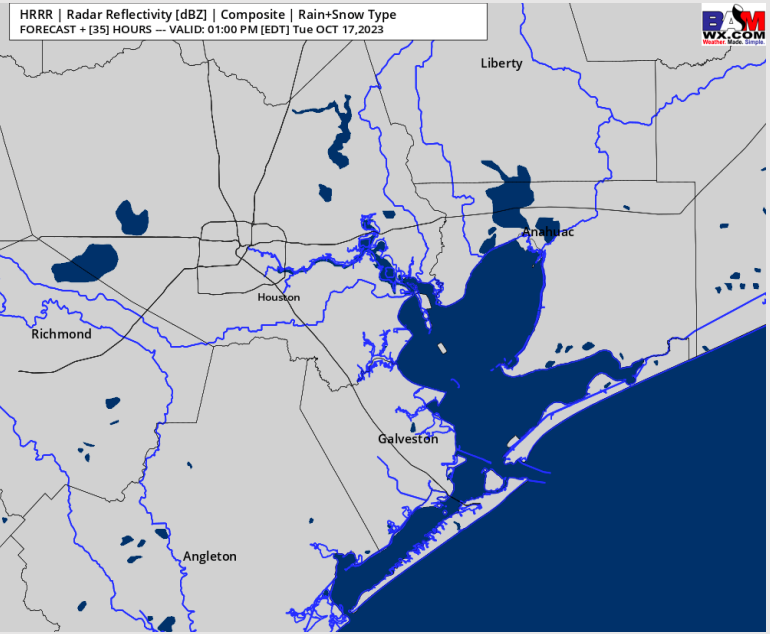 HRRR | Radar Reflectivity [dBZ] | Composite | Rain+Snow Type
FORECAST + [35] HOURS --- VALID: 01:00 PM [EDT] Tue OCT 17,2023
BAM
WX.COM
Weather. Made. Simple.
Liberty
Anahuac
Houston
Richmond
Galveston
Angleton